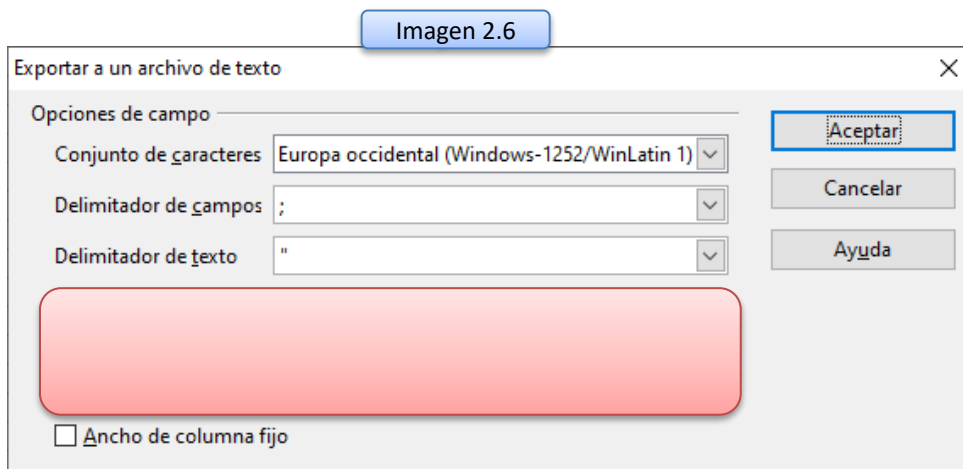 Imagen 2.6
Exportar a un archivo de texto
Opciones de campo
Conjunto de caracteres Europa occidental (Windows-1252/WinLatin 1)
Aceptar
Delimitador de campos ;
Cancelar
Delimitador de texto "
Ayuda
Ancho de columna fijo